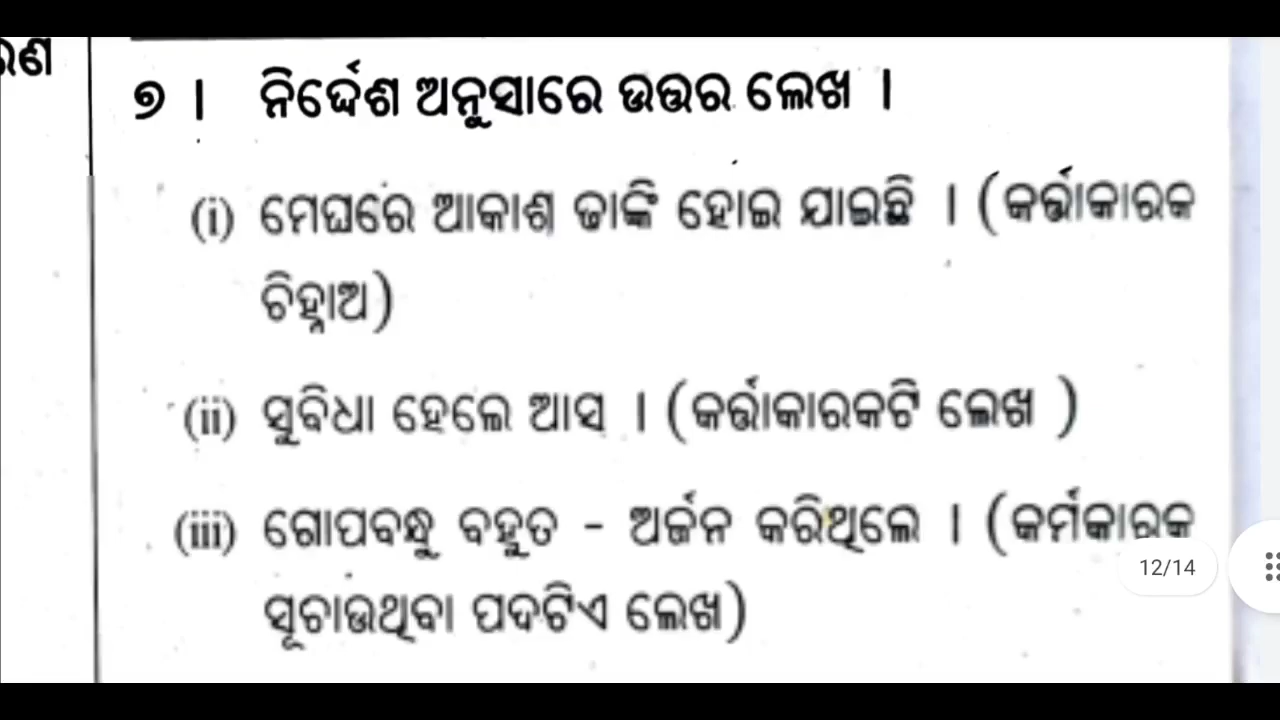 ରଣ
୭ । ନିର୍ଦ୍ଦେଶ ଅନୁସାରେ ଉତ୍ତର ଲେଖ ।
(i) ମେଘରେ ଆକାଶ ଢାଙ୍କି ହୋଇ ଯାଇଛି । (କର୍ତ୍ତାକାରକ
ଚିହ୍ନାଅ)
(ii) ସୁବିଧା ହେଲେ ଆସ । (କର୍ତ୍ତାକାରକଟି ଲେଖ )
(iii) ଗୋପବନ୍ଧୁ ବହୁତ - ଅର୍ଜନ କରିଥିଲେ । (କର୍ମକାରକ
12/14
ସୂଚାଉଥିବା ପଦଟିଏ ଲେଖ)